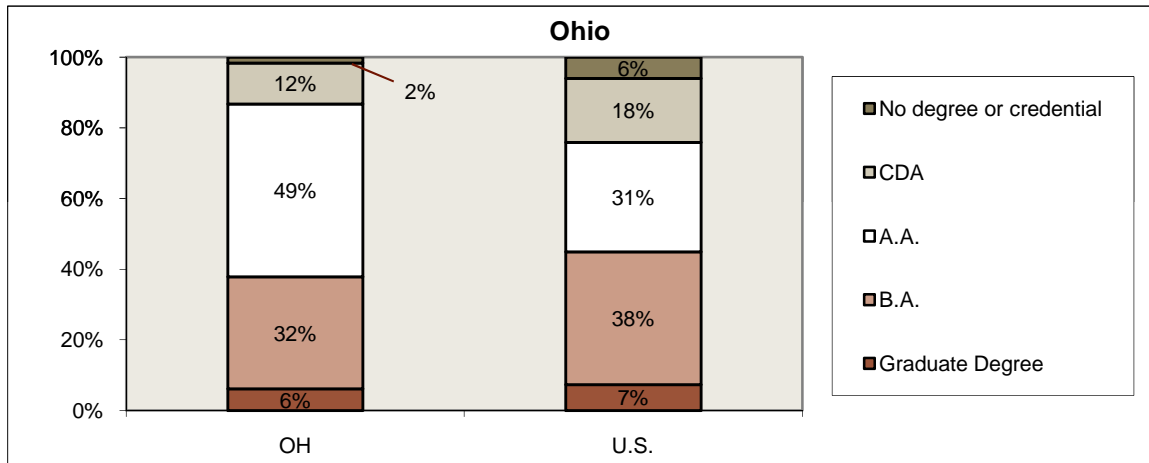 Ohio
100%
80%
60%
40%
20%
0%
2%
12%
49%
32%
6%
6%
18%
31%
38%
7%
OH
U.S.
No degree or credential
CDA
A.A.
B.A.
Graduate Degree